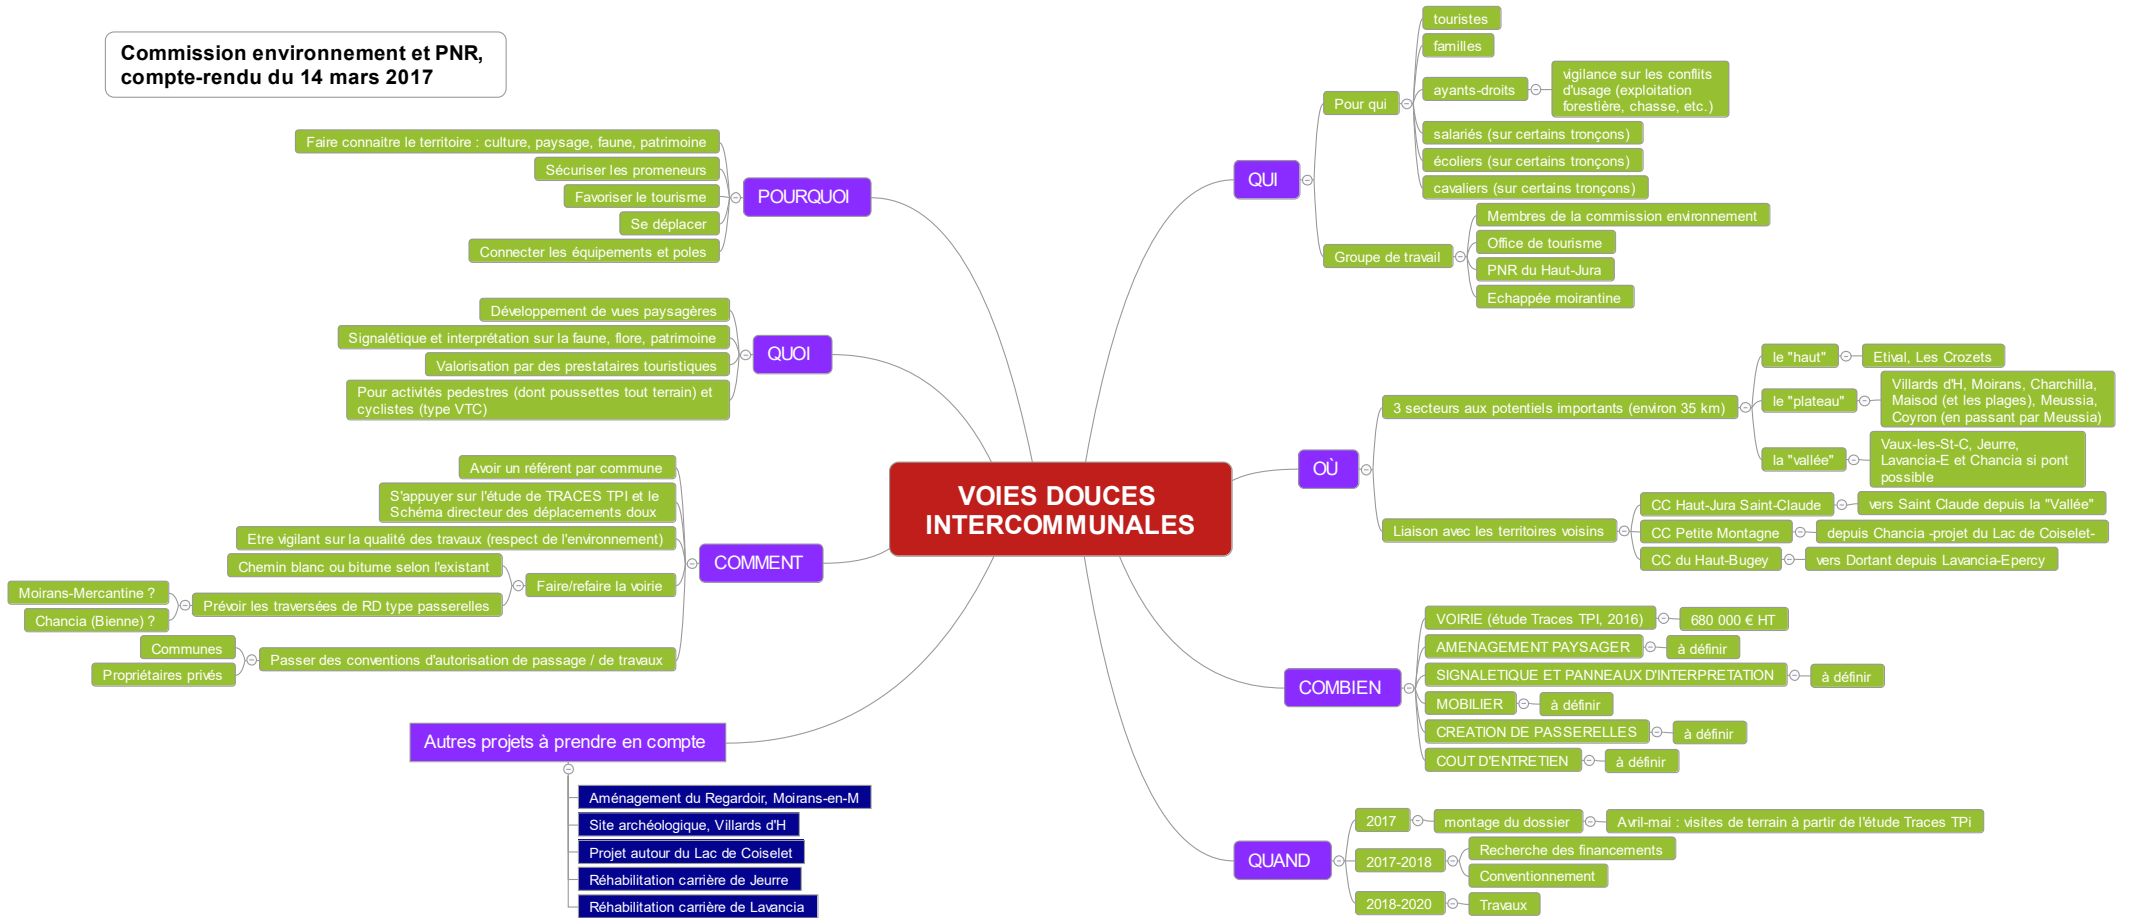 Commission environnement et PNR,
compte-rendu du 14 mars 2017
VOIES DOUCES
INTERCOMMUNALES
POURQUOI
Faire connaitre le territoire : culture, paysage, faune, patrimoine
Sécuriser les promeneurs
Favoriser le tourisme
Se déplacer
Connecter les équipements et poles
QUOI
Développement de vues paysagères
Signalétique et interprétation sur la faune, flore, patrimoine
Valorisation par des prestataires touristiques
Pour activités pedestres (dont poussettes tout terrain) et
cyclistes (type VTC)
COMMENT
Avoir un référent par commune
S'appuyer sur l'étude de TRACES TPI et le
Schéma directeur des déplacements doux
Etre vigilant sur la qualité des travaux (respect de l'environnement)
Faire/refaire la voirie
Chemin blanc ou bitume selon l'existant
Prévoir les traversées de RD type passerelles
Moirans-Mercantine ?
Chancia (Bienne) ?
Passer des conventions d'autorisation de passage / de travaux
Communes
Propriétaires privés
Autres projets à prendre en compte
Aménagement du Regardoir, Moirans-en-M
Site archéologique, Villards d'H
Projet autour du Lac de Coiselet
Réhabilitation carrière de Jeurre
Réhabilitation carrière de Lavancia
QUI
Pour qui
touristes
familles
ayants-droits
vigilance sur les conflits
d'usage (exploitation
forestière, chasse, etc.)
salariés (sur certains tronçons)
écoliers (sur certains tronçons)
cavaliers (sur certains tronçons)
Groupe de travail
Membres de la commission environnement
Office de tourisme
PNR du Haut-Jura
Echappée moirantine
OÙ
3 secteurs aux potentiels importants (environ 35 km)
le "haut"
Etival, Les Crozets
le "plateau"
Villards d'H, Moirans, Charchilla,
Maisod (et les plages), Meussia,
Coyron (en passant par Meussia)
la "vallée"
Vaux-les-St-C, Jeurre,
Lavancia-E et Chancia si pont
possible
Liaison avec les territoires voisins
CC Haut-Jura Saint-Claude
vers Saint Claude depuis la "Vallée"
CC Petite Montagne
depuis Chancia -projet du Lac de Coiselet-
CC du Haut-Bugey
vers Dortant depuis Lavancia-Epercy
COMBIEN
VOIRIE (étude Traces TPI, 2016)
680 000 € HT
AMENAGEMENT PAYSAGER
à définir
SIGNALETIQUE ET PANNEAUX D'INTERPRETATION
à définir
MOBILIER
à définir
CREATION DE PASSERELLES
à définir
COUT D'ENTRETIEN
à définir
QUAND
2017
montage du dossier
Avril-mai : visites de terrain à partir de l'étude Traces TPi
2017-2018
Recherche des financements
Conventionnement
2018-2020
Travaux